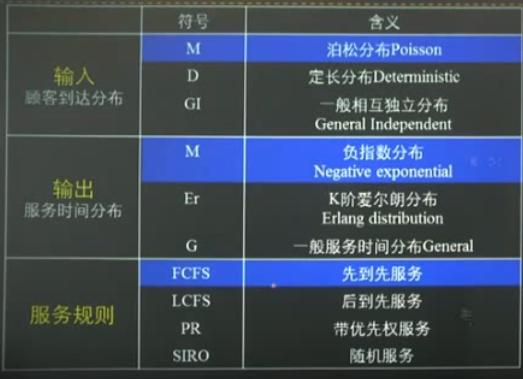 符号 含义
输入
顾客到达分布
M 泊松分布Poisson
D 定长分布Deterministic
GI 一般相互独立分布
General Independent
输出
服务时间分布
M 负指数分布
Negative exponential
Er K阶爱尔朗分布
Erlang distribution
G 一般服务时间分布General
服务规则
FCFS 先到先服务
LCFS 后到先服务
PR 带优先权服务
SIRO 随机服务